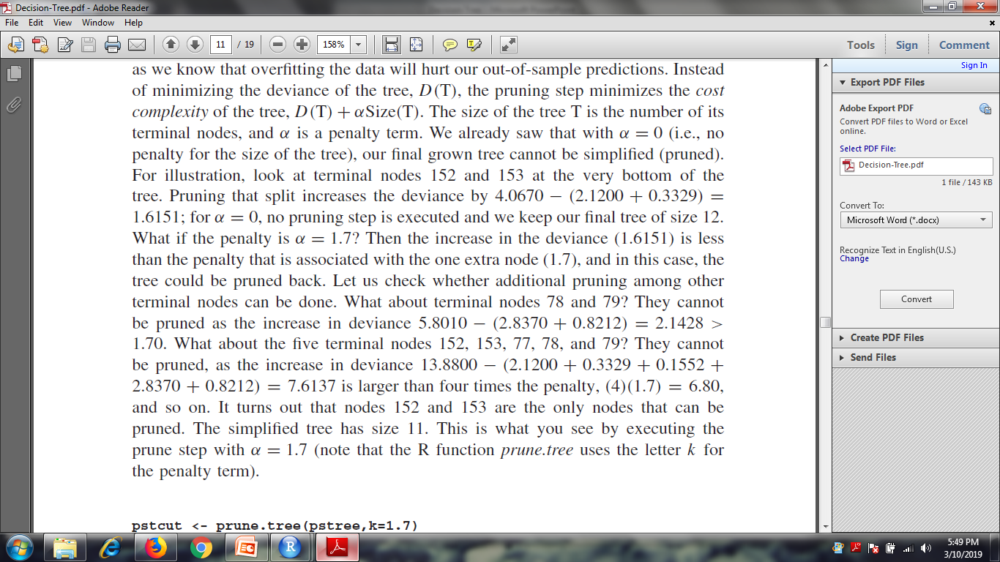 Decision-Tree.pdf - Adobe Reader
File Edit View Window Help
11 / 19
158%
Tools Sign Comment
as we know that overfitting the data will hurt our out-of-sample predictions. Instead
of minimizing the deviance of the tree, D(T), the pruning step minimizes the cost
complexity of the tree, D(T) + αSize(T). The size of the tree T is the number of its
terminal nodes, and α is a penalty term. We already saw that with α = 0 (i.e., no
penalty for the size of the tree), our final grown tree cannot be simplified (pruned).
For illustration, look at terminal nodes 152 and 153 at the very bottom of the
tree. Pruning that split increases the deviance by 4.0670 − (2.1200 + 0.3329) =
1.6151; for α = 0, no pruning step is executed and we keep our final tree of size 12.
What if the penalty is α = 1.7? Then the increase in the deviance (1.6151) is less
than the penalty that is associated with the one extra node (1.7), and in this case, the
tree could be pruned back. Let us check whether additional pruning among other
terminal nodes can be done. What about terminal nodes 78 and 79? They cannot
be pruned as the increase in deviance 5.8010 − (2.8370 + 0.8212) = 2.1428 >
1.70. What about the five terminal nodes 152, 153, 77, 78, and 79? They cannot
be pruned, as the increase in deviance 13.8800 − (2.1200 + 0.3329 + 0.1552 +
2.8370 + 0.8212) = 7.6137 is larger than four times the penalty, (4)(1.7) = 6.80,
and so on. It turns out that nodes 152 and 153 are the only nodes that can be
pruned. The simplified tree has size 11. This is what you see by executing the
prune step with α = 1.7 (note that the R function prune.tree uses the letter k for
the penalty term).
pstcut <- prune.tree(pstree,k=1.7)
Sign In
Export PDF Files
Adobe Export PDF
Convert PDF files to Word or Excel
online.
Select PDF File:
Decision-Tree.pdf
1 file / 143 KB
Convert To:
Microsoft Word (*.docx)
Recognize Text in English(U.S.)
Change
Convert
Create PDF Files
Send Files
5:49 PM
3/10/2019